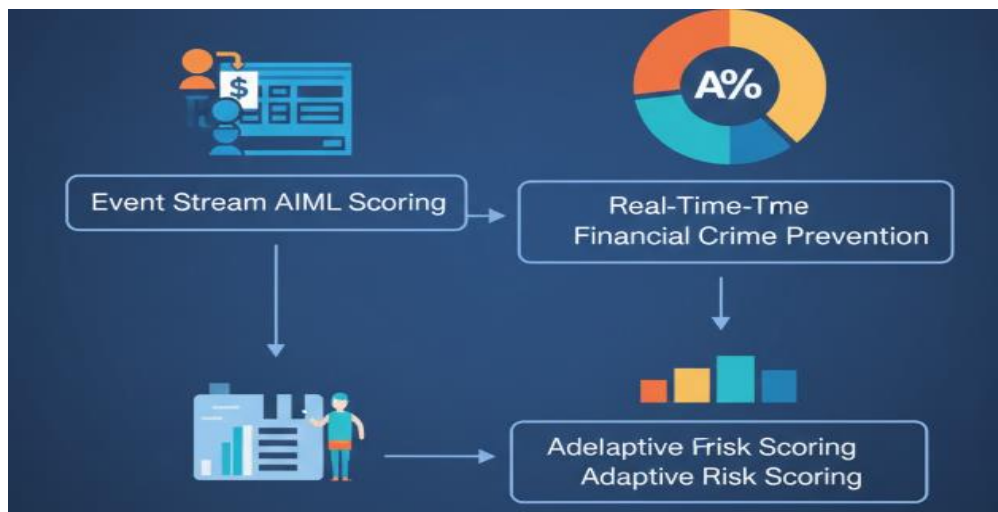 $
A%
Event Stream AIML Scoring
Real-Time-Tme
Financial Crime Prevention
Adelaptive Frisk Scoring
Adaptive Risk Scoring